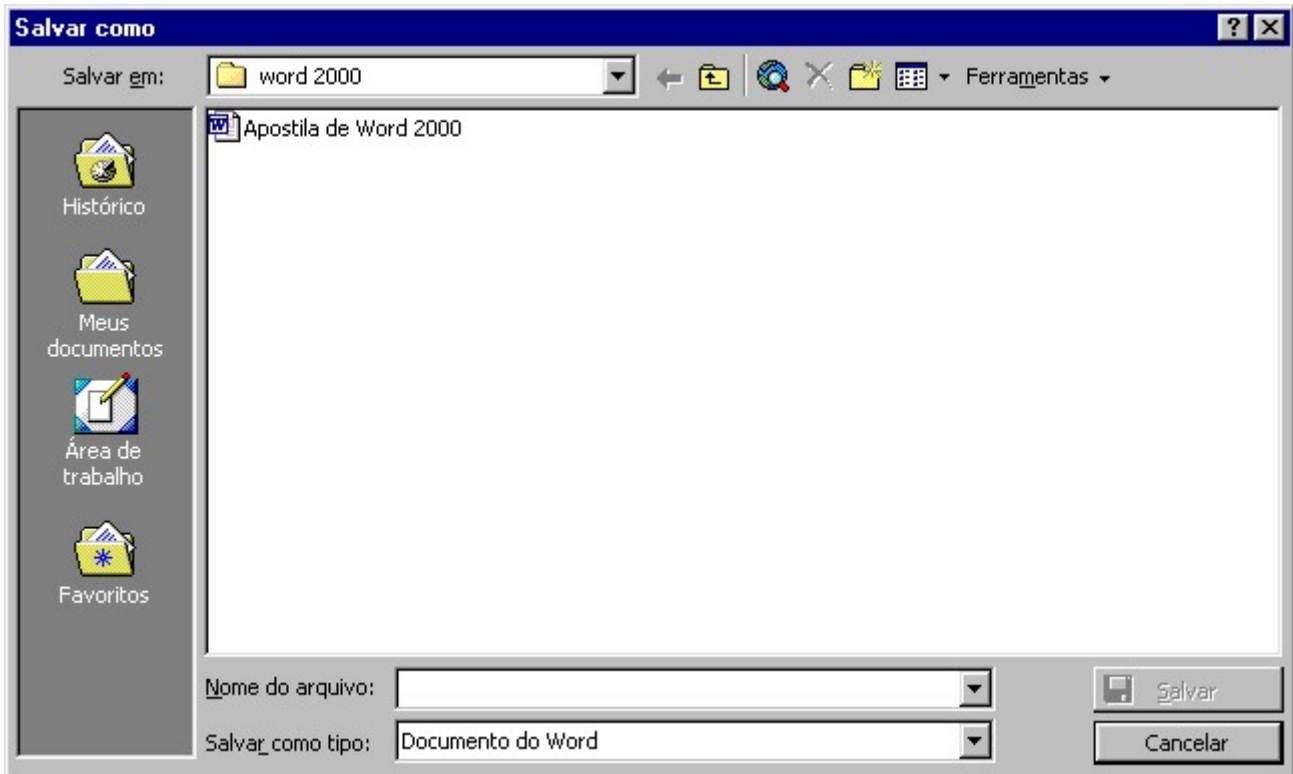 Salvar como
Salvar em:
word 2000
Ferramentas
Apostila de Word 2000
Histórico
Meus
documentos
Área de
trabalho
Favoritos
Nome do arquivo:
Salvar
Salvar como tipo:
Documento do Word
Cancelar